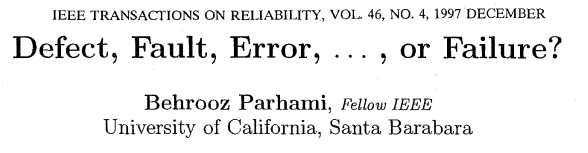 IEEE TRANSACTIONS ON RELIABILITY, VOL. 46, NO. 4, 1997 DECEMBER
Defect, Fault, Error, ... , or Failure?
Behrooz Parhami, Fellow IEEE
University of California, Santa Barbara